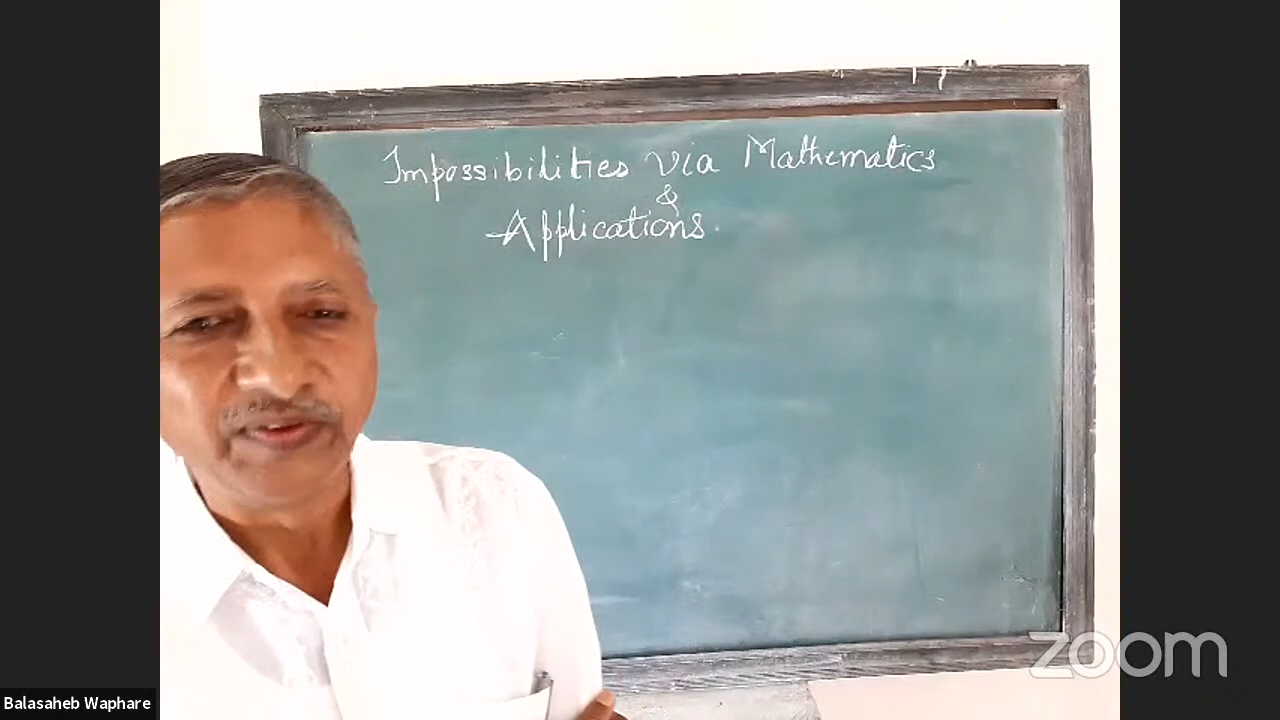 Impossibilities via Mathematics
&
Applications.
zoom
Balasaheb Waphare